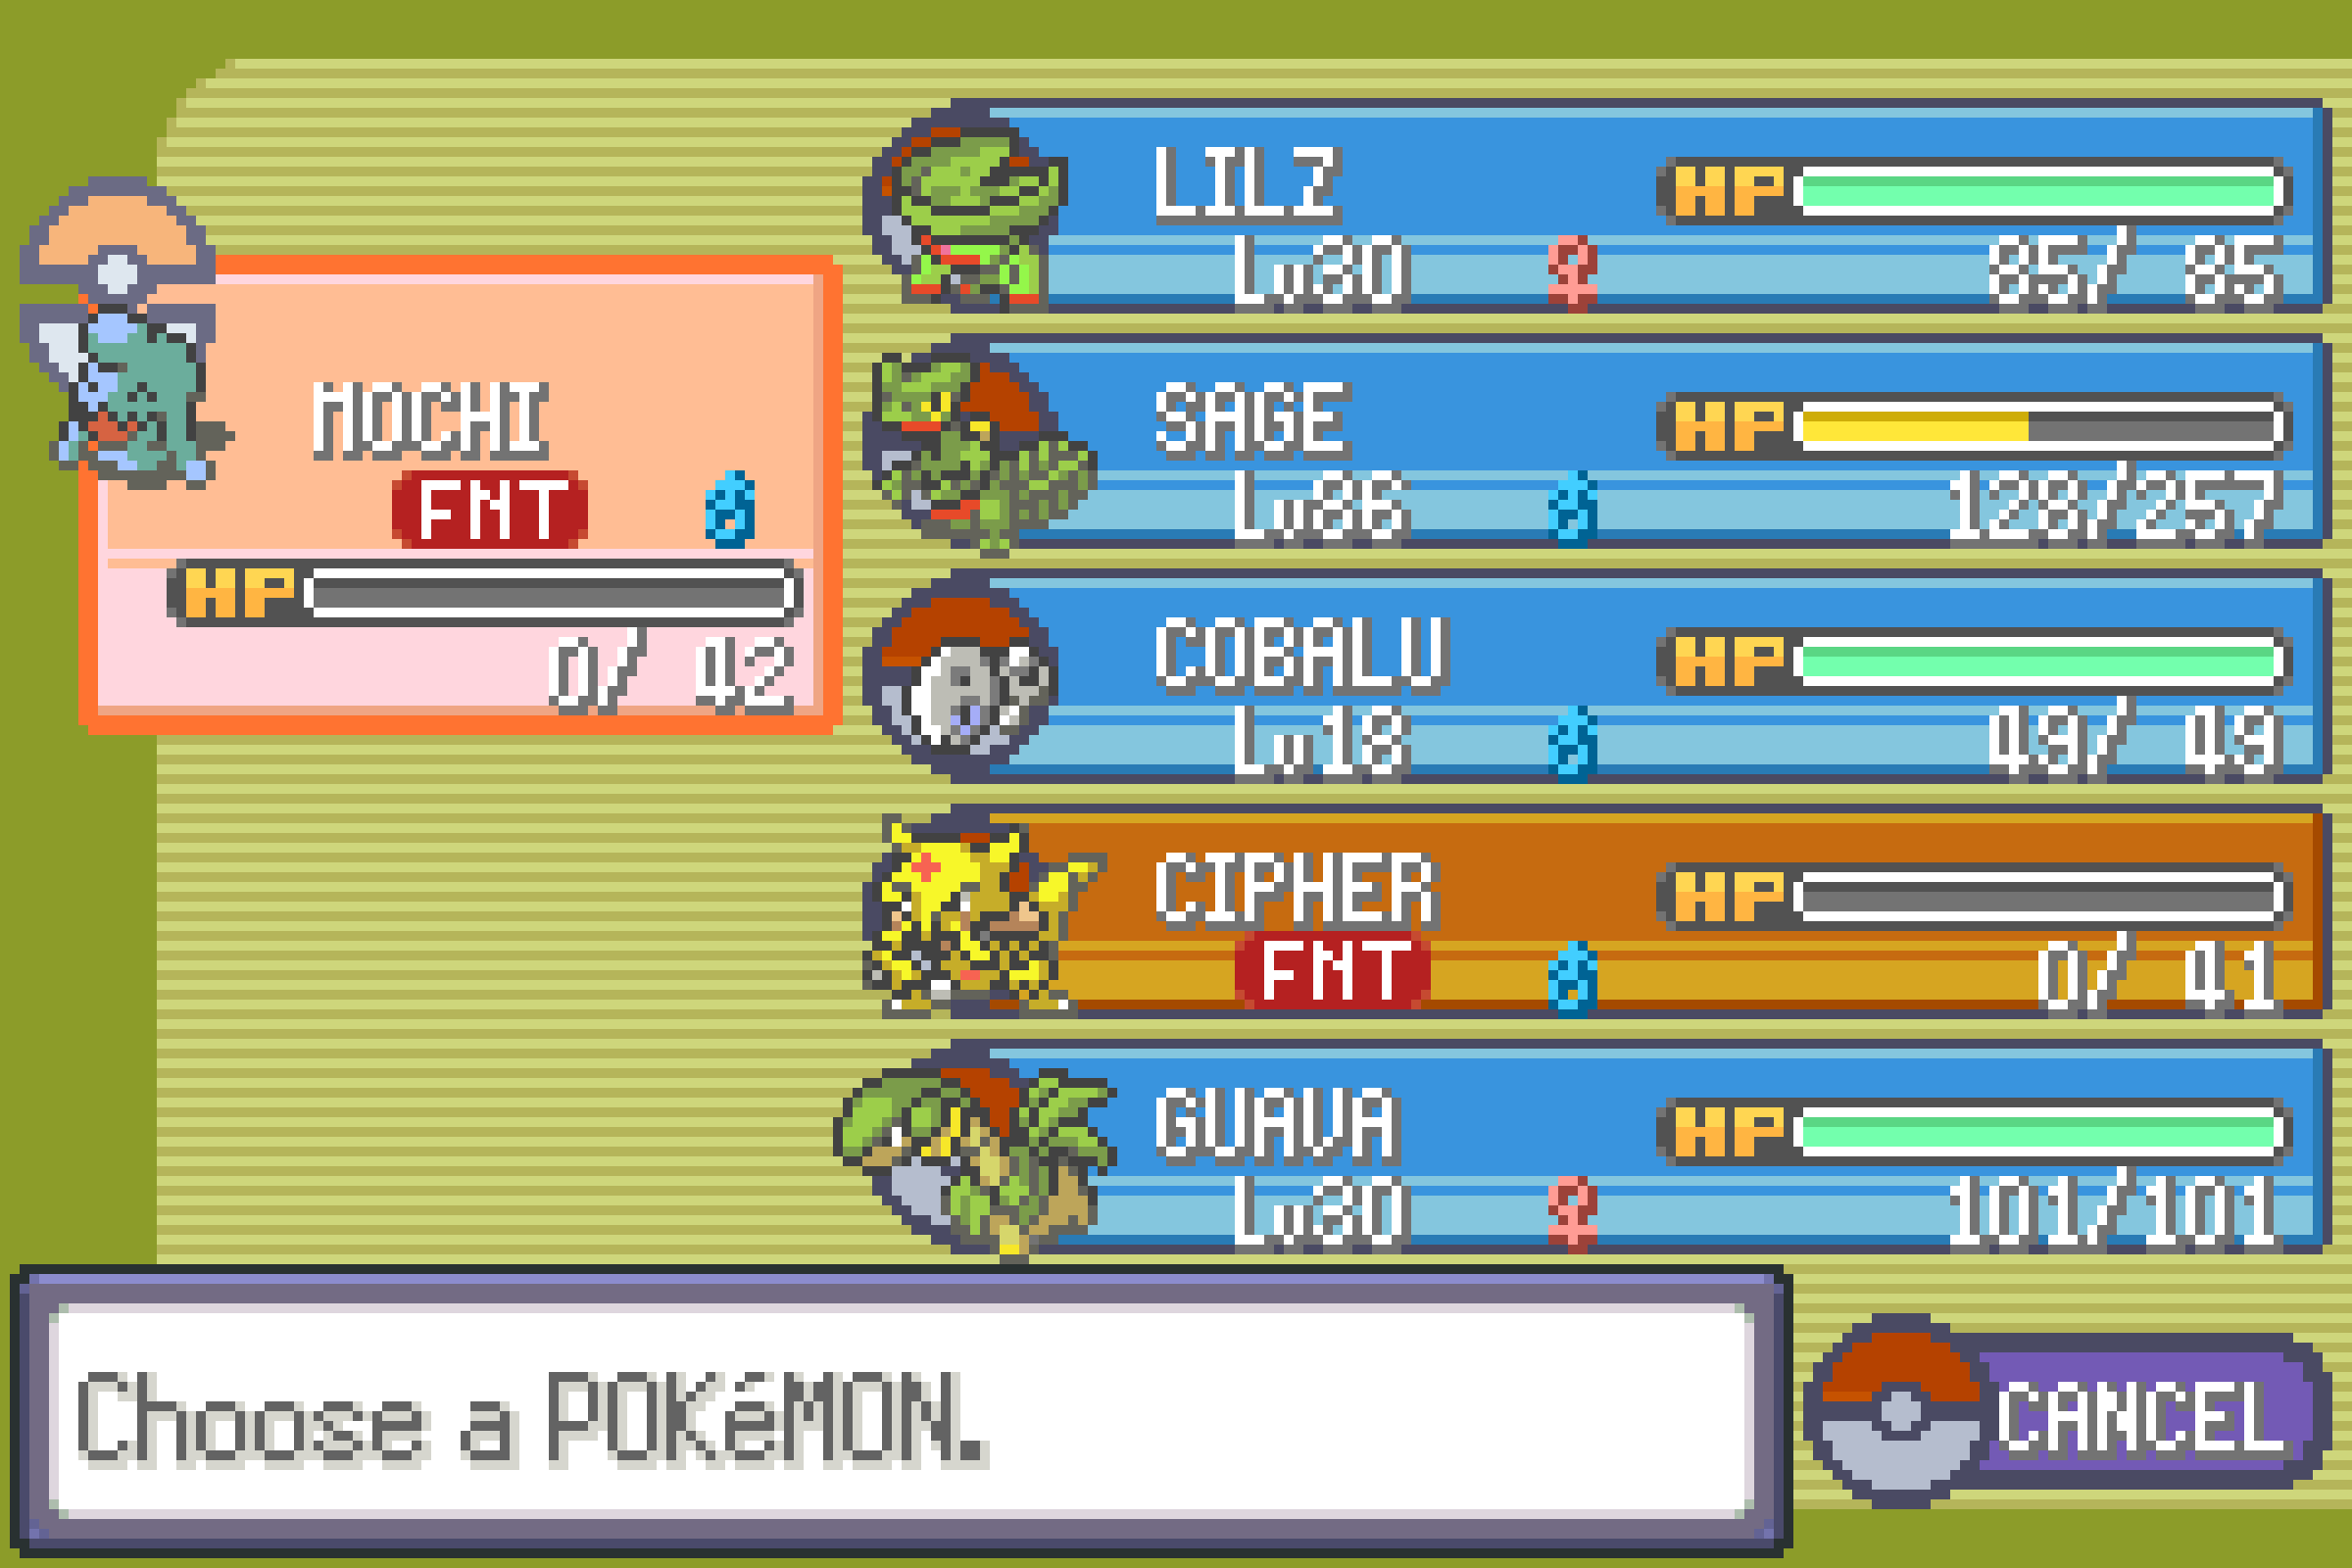 MOCHI
FNT ♂
HP
0/ 42
LILZ HP
Lv30 ♀ 85/ 85
SAGE HP
Lv86 ♂ 128/257
COBALU HP
Lv18 ♂ 49/ 49
CIPHER HP
FNT ♂ 0/ 41
GUAVA HP
Lv30 ♀ 101/101
Choose a POKéMON.
CANCEL